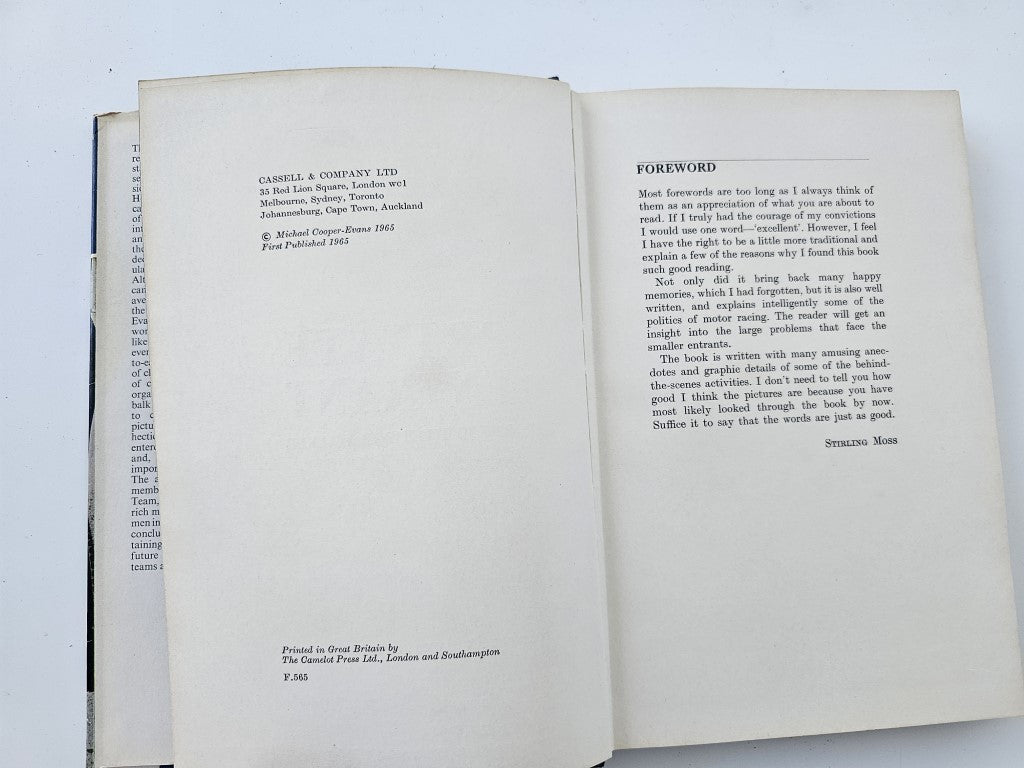 CASSELL & COMPANY LTD
35 Red Lion Square, London wc1
Melbourne, Sydney, Toronto
Johannesburg, Cape Town, Auckland
© Michael Cooper-Evans 1965
First Published 1965
Printed in Great Britain by
The Camelot Press Ltd., London and Southampton
F.565
FOREWORD
Most forewords are too long as I always think of
them as an appreciation of what you are about to
read. If I truly had the courage of my convictions
I would use one word—'excellent'. However, I feel
I have the right to be a little more traditional and
explain a few of the reasons why I found this book
such good reading.
Not only did it bring back many happy
memories, which I had forgotten, but it is also well
written, and explains intelligently some of the
politics of motor racing. The reader will get an
insight into the large problems that face the
smaller entrants.
The book is written with many amusing anec-
dotes and graphic details of some of the behind-
the-scenes activities. I don't need to tell you how
good I think the pictures are because you have
most likely looked through the book by now.
Suffice it to say that the words are just as good.
STIRLING MOSS